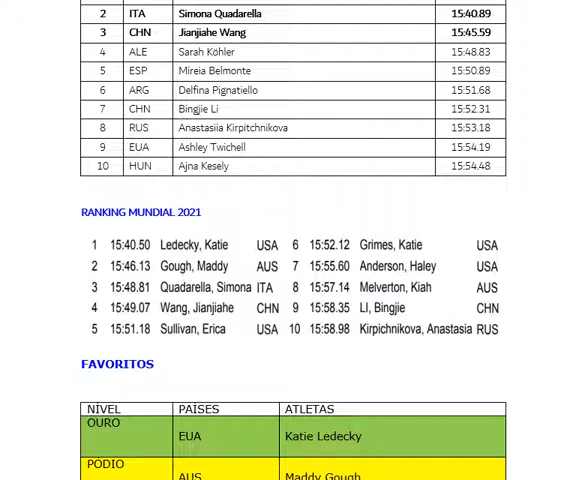 2 ITA Simona Quadarella 15:40.89
3 CHN Jianjiahe Wang 15:45.59
4 ALE Sarah Köhler 15:48.83
5 ESP Mireia Belmonte 15:50.89
6 ARG Delfina Pignatiello 15:51.68
7 CHN Bingjie Li 15:52.31
8 RUS Anastasiia Kirpitchnikova 15:53.18
9 EUA Ashley Twichell 15:54.19
10 HUN Ajna Kesely 15:54.48
RANKING MUNDIAL 2021
1 15:40.50 Ledecky, Katie USA 6 15:52.12 Grimes, Katie USA
2 15:46.13 Gough, Maddy AUS 7 15:55.60 Anderson, Haley USA
3 15:48.81 Quadarella, Simona ITA 8 15:57.14 Melverton, Kiah AUS
4 15:49.07 Wang, Jianjiahe CHN 9 15:58.35 LI, Bingjie CHN
5 15:51.18 Sullivan, Erica USA 10 15:58.98 Kirpichnikova, Anastasia RUS
FAVORITOS
NÍVEL PAISES ATLETAS
OURO
EUA Katie Ledecky
PÓDIO
AUS Maddy Gough